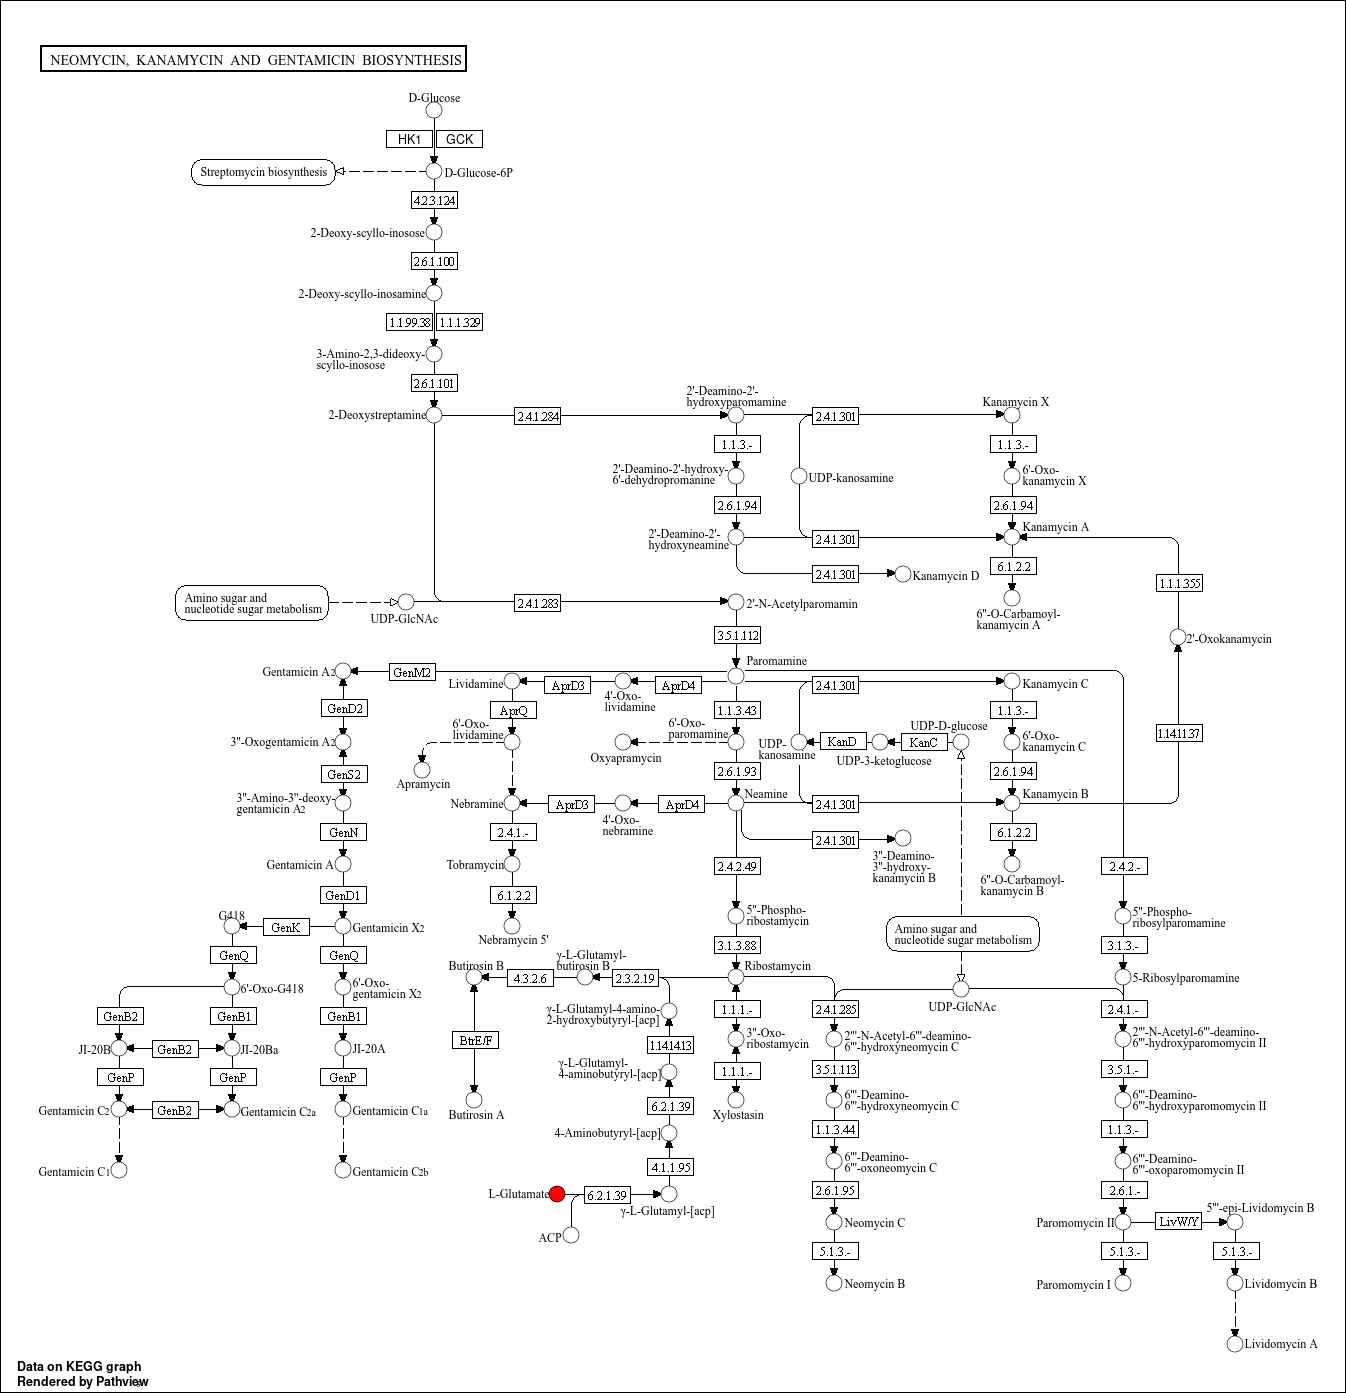 NEOMYCIN, KANAMYCIN AND GENTAMICIN BIOSYNTHESIS
D-Glucose
HK1 GCK
Streptomycin biosynthesis
D-Glucose-6P
4.2.3.124
2-Deoxy-scyllo-inosose
2.6.1.100
2-Deoxy-scyllo-inosamine
1.1.99.38 1.1.1.329
3-Amino-2,3-dideoxy-
scyllo-inosose
2.6.1.101
2-Deoxystreptamine
2.4.1.284
2'-Deamino-2'-
hydroxyparomamine
2.4.1.301
Kanamycin X
1.1.3.-
1.1.3.-
2'-Deamino-2'-hydroxy-
6'-dehydropromanine
UDP-kanosamine
6'-Oxo-
kanamycin X
2.6.1.94
2.6.1.94
2'-Deamino-2'-
hydroxyneamine
2.4.1.301
Kanamycin A
2.4.1.301
Kanamycin D
6.1.2.2
1.1.1.355
Amino sugar and
nucleotide sugar metabolism
UDP-GlcNAc
2.4.1.283
2'-N-Acetylparomamin
6''-O-Carbamoyl-
kanamycin A
3.5.1.112
2'-Oxokanamycin
Paromamine
Gentamicin A2
GenM2
Lividamine
AprD3
4'-Oxo-
lividamine
AprD4
2.4.1.301
Kanamycin C
GenD2
AprQ
1.1.3.43
1.1.3.-
1.14.11.37
3''-Oxogentamicin A2
6'-Oxo-
lividamine
Oxyapramycin
6'-Oxo-
paromamine
UDP-
kanosamine
KanD
UDP-3-ketoglucose
KanC
UDP-D-glucose
6'-Oxo-
kanamycin C
GenS2
Apramycin
2.6.1.93
2.6.1.94
3''-Amino-3''-deoxy-
gentamicin A2
Nebramine
AprD3
4'-Oxo-
nebramine
AprD4
Neamine
2.4.1.301
Kanamycin B
GenN
2.4.1.-
2.4.1.301
3''-Deamino-
3''-hydroxy-
kanamycin B
6.1.2.2
Gentamicin A
Tobramycin
2.4.2.49
6''-O-Carbamoyl-
kanamycin B
2.4.2.-
GenD1
6.1.2.2
G418
GenK
Gentamicin X2
Nebramycin 5'
5''-Phospho-
ribostamycin
Amino sugar and
nucleotide sugar metabolism
5''-Phospho-
ribosylparomamine
GenQ
GenQ
3.1.3.88
3.1.3.-
6'-Oxo-G418
6'-Oxo-
gentamicin X2
Butirosin B
4.3.2.6
γ-L-Glutamyl-
butirosin B
2.3.2.19
Ribostamycin
UDP-GlcNAc
5-Ribosylparomamine
GenB2
GenB1
GenB1
γ-L-Glutamyl-4-amino-
2-hydroxybutyryl-[acp]
1.1.1.-
2.4.1.285
2.4.1.-
JI-20B
GenB2
JI-20Ba
JI-20A
BtrE/F
1.14.14.13
3''-Oxo-
ribostamycin
2'''-N-Acetyl-6'''-deamino-
6'''-hydroxyneomycin C
2'''-N-Acetyl-6'''-deamino-
6'''-hydroxyparomomycin II
GenP
GenP
GenP
γ-L-Glutamyl-
4-aminobutyryl-[acp]
1.1.1.-
3.5.1.113
3.5.1.-
Gentamicin C2
GenB2
Gentamicin C2a
Gentamicin C1a
Butirosin A
6.2.1.39
Xylostasin
6'''-Deamino-
6'''-hydroxyneomycin C
6'''-Deamino-
6'''-hydroxyparomomycin II
4-Aminobutyryl-[acp]
1.1.3.44
1.1.3.-
Gentamicin C1
Gentamicin C2b
4.1.1.95
6'''-Deamino-
6'''-oxoneomycin C
6'''-Deamino-
6'''-oxoparomomycin II
L-Glutamate
6.2.1.39
γ-L-Glutamyl-[acp]
2.6.1.95
2.6.1.-
ACP
Neomycin C
Paromomycin II
LivW/Y
5'''-epi-Lividomycin B
5.1.3.-
5.1.3.-
5.1.3.-
Neomycin B
Paromomycin I
Lividomycin B
Lividomycin A
Data on KEGG graph
Rendered by Pathview